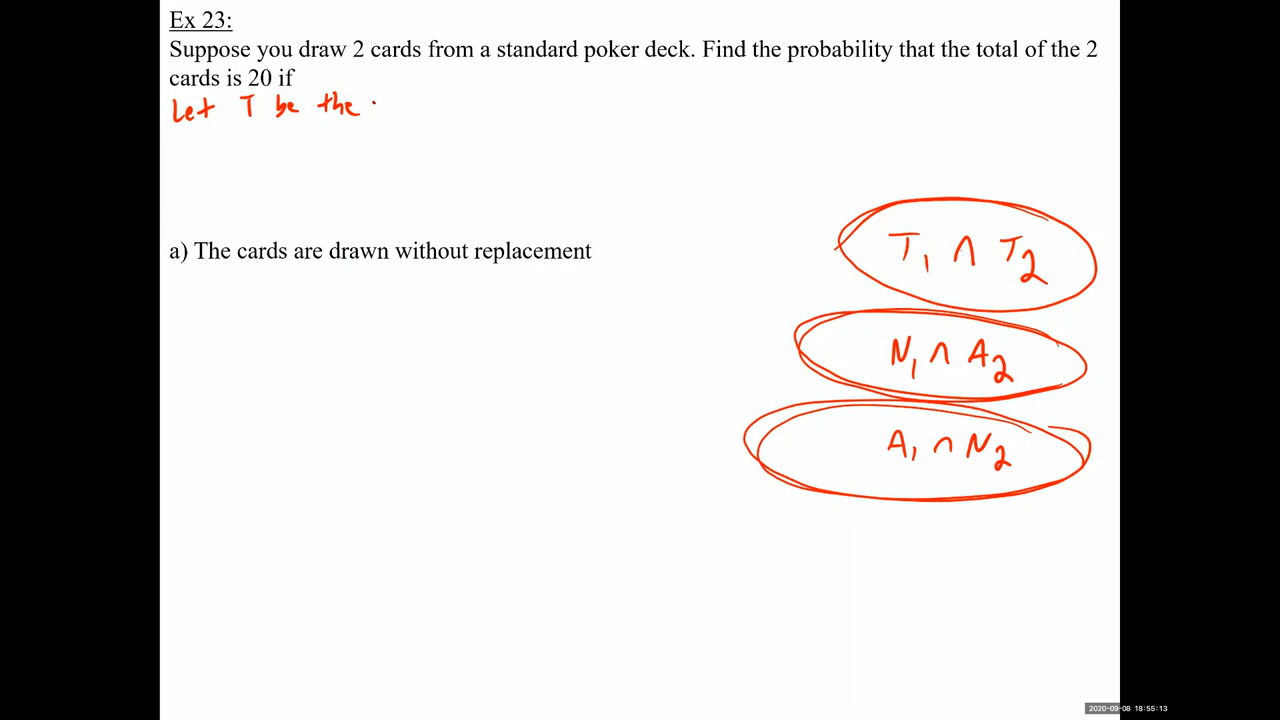 Ex 23:
Suppose you draw 2 cards from a standard poker deck. Find the probability that the total of the 2
cards is 20 if
Let T be the
T₁ ∩ T₂
a) The cards are drawn without replacement
N₁ ∩ A₂
A₁ ∩ N₂
2020-09-08 18:55:13